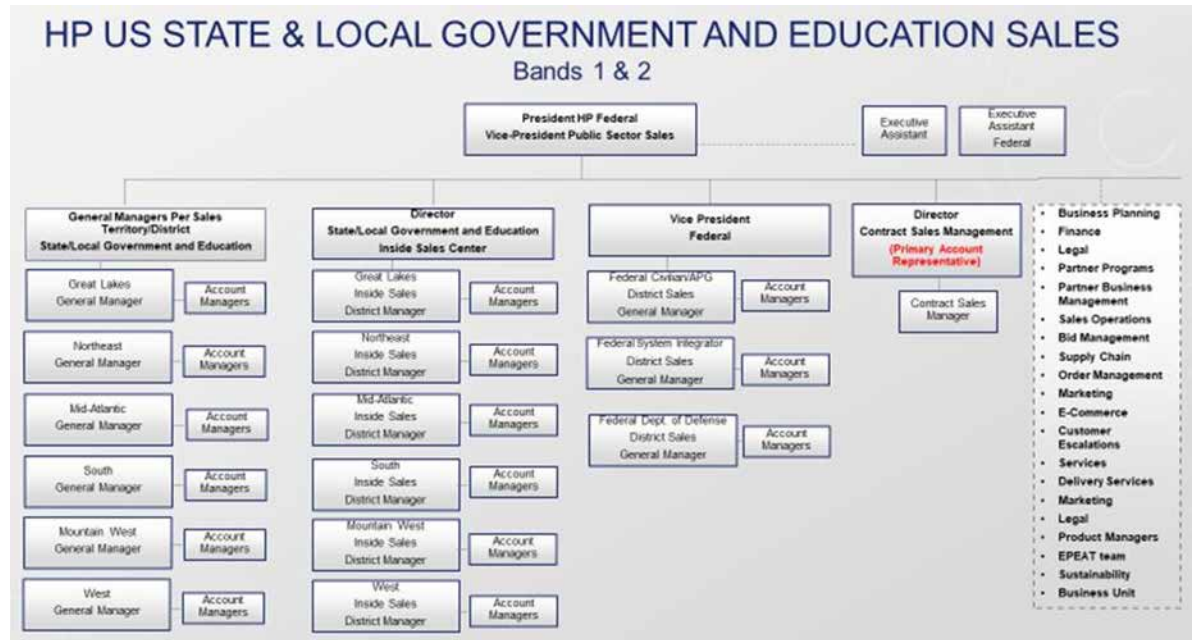 HP US STATE & LOCAL GOVERNMENT AND EDUCATION SALES
Bands 1 & 2
President HP Federal
Vice-President Public Sector Sales
Executive
Assistant
Executive
Assistant
Federal
General Managers Per Sales
Territory/District
State/Local Government and Education
Great Lakes
General Manager
Account
Managers
Northeast
General Manager
Account
Managers
Mid-Atlantic
General Manager
Account
Managers
South
General Manager
Account
Managers
Mountain West
General Manager
Account
Managers
West
General Manager
Account
Managers
Director
State/Local Government and Education
Inside Sales Center
Great Lakes
Inside Sales
District Manager
Account
Managers
Northeast
Inside Sales
District Manager
Account
Managers
Mid-Atlantic
Inside Sales
District Manager
Account
Managers
South
Inside Sales
District Manager
Account
Managers
Mountain West
Inside Sales
District Manager
Account
Managers
West
Inside Sales
District Manager
Account
Managers
Vice President
Federal
Federal Civilian/APG
District Sales
General Manager
Account
Managers
Federal System Integrator
District Sales
General Manager
Account
Managers
Federal Dept. of Defense
District Sales
General Manager
Account
Managers
Director
Contract Sales Management
(Primary Account
Representative)
Contract Sales
Manager
• Business Planning
• Finance
• Legal
• Partner Programs
• Partner Business
Management
• Sales Operations
• Bid Management
• Supply Chain
• Order Management
• Marketing
• E-Commerce
• Customer
Escalations
• Services
• Delivery Services
• Marketing
• Legal
• Product Managers
• EPEAT team
• Sustainability
• Business Unit